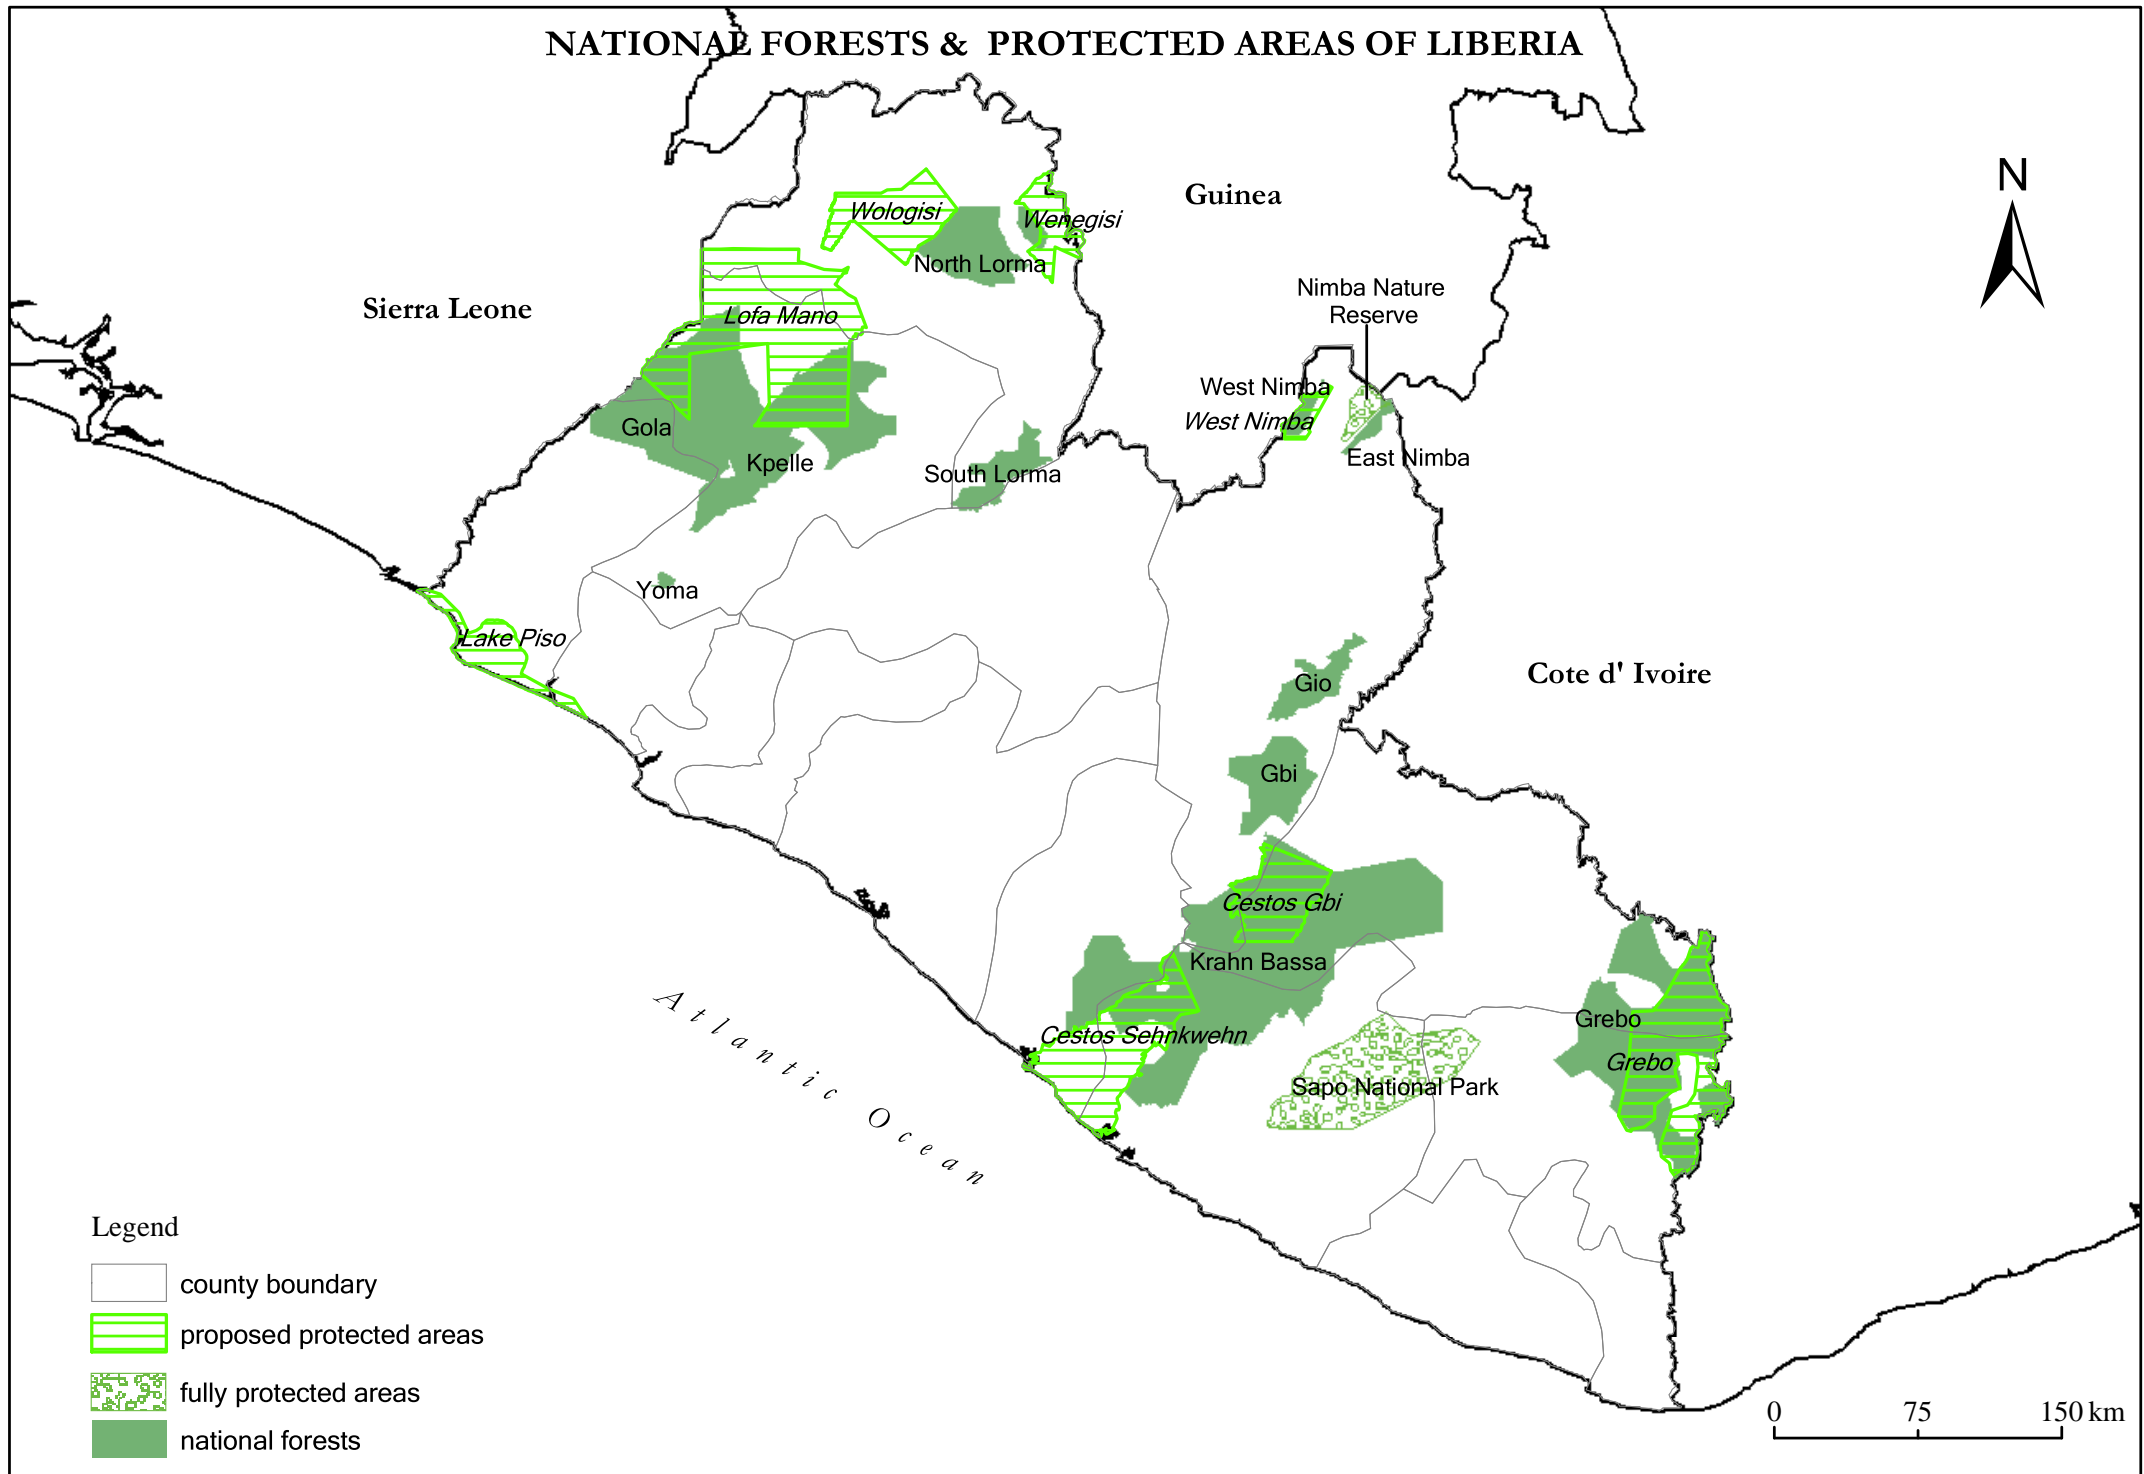 NATIONAL FORESTS & PROTECTED AREAS OF LIBERIA
N
Guinea
Wologisi
Wenegisi
North Lorma
Sierra Leone
Lofa Mano
Nimba Nature
Reserve
West Nimba
West Nimba
East Nimba
Gola
Kpelle
South Lorma
Yoma
Lake Piso
Cote d' Ivoire
Gio
Gbi
Cestos Gbi
Krahn Bassa
Cestos Sehnkwehn
Grebo
Grebo
Sapo National Park
Atlantic Ocean
Legend
county boundary
proposed protected areas
fully protected areas
national forests
0 75 150 km